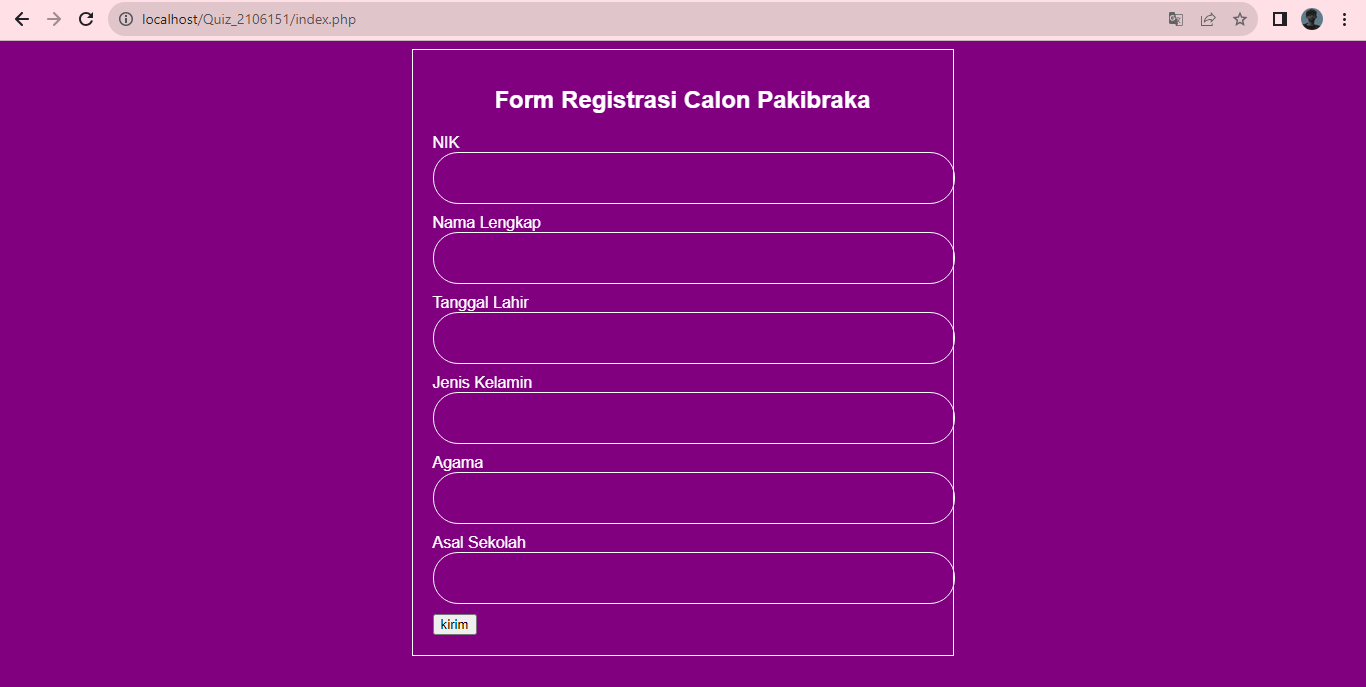 localhost/Quiz_2106151/index.php
Form Registrasi Calon Pakibraka
NIK
Nama Lengkap
Tanggal Lahir
Jenis Kelamin
Agama
Asal Sekolah
kirim